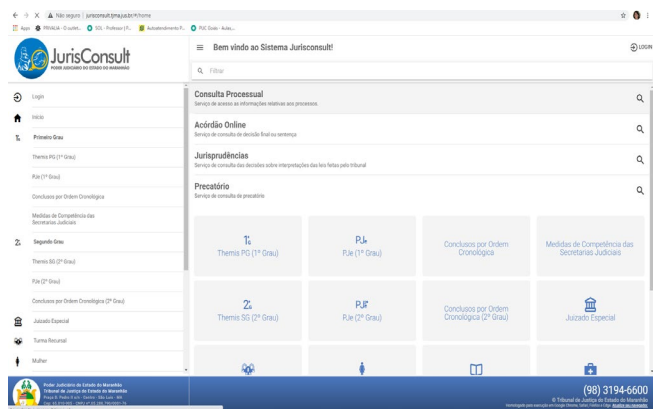 Não seguro | jurisconsult.tjma.jus.br/#/home
Apps
JurisConsult
PODER JUDICIÁRIO DO ESTADO DO MARANHÃO
Login
Início
1G Primeiro Grau
Themis PG (1º Grau)
PJe (1º Grau)
Conclusos por Ordem Cronológica
Medidas de Competência das
Secretarias Judiciais
2G Segundo Grau
Themis SG (2º Grau)
PJe (2º Grau)
Conclusos por Ordem Cronológica (2º Grau)
Juizado Especial
Turma Recursal
Mulher
Bem vindo ao Sistema Jurisconsult!
LOGIN
Filtrar
Consulta Processual
Serviço de acesso as informações relativas aos processos.
Acórdão Online
Serviço de consulta de decisão final ou sentença
Jurisprudências
Serviço de consulta das decisões sobre interpretações das leis feitas pelo tribunal
Precatório
Serviço de consulta de precatório
1G
Themis PG (1º Grau)
PJe
PJe (1º Grau)
Conclusos por Ordem
Cronológica
Medidas de Competência das
Secretarias Judiciais
2G
Themis SG (2º Grau)
PJe (2º Grau)
Conclusos por Ordem
Cronológica (2º Grau)
Juizado Especial
Poder Judiciário do Estado do Maranhão
Tribunal de Justiça do Estado do Maranhão
(98) 3194-6600
© Tribunal de Justiça do Estado do Maranhão